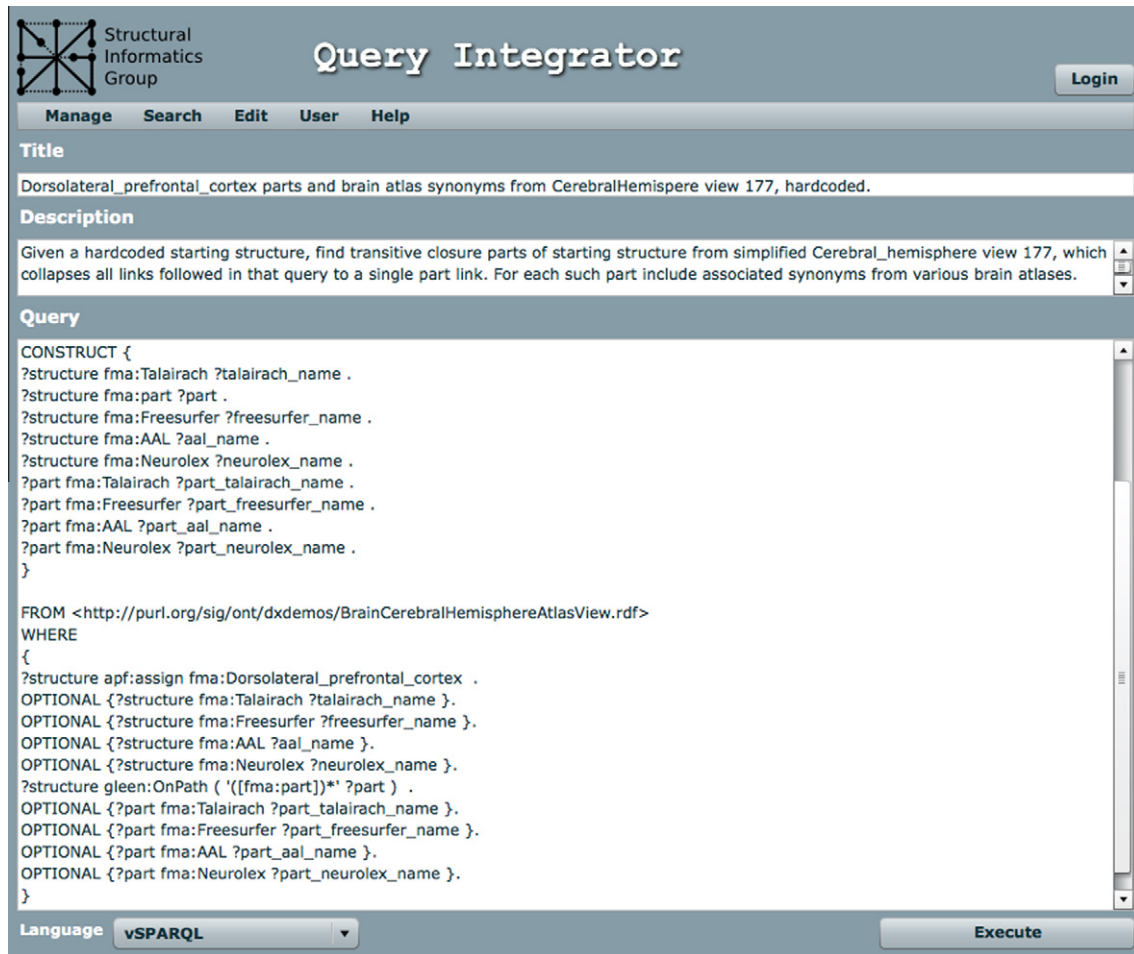 Structural
Informatics
Group
Query Integrator
Login
Manage Search Edit User Help
Title
Dorsolateral_prefrontal_cortex parts and brain atlas synonyms from CerebralHemispere view 177, hardcoded.
Description
Given a hardcoded starting structure, find transitive closure parts of starting structure from simplified Cerebral_hemisphere view 177, which
collapses all links followed in that query to a single part link. For each such part include associated synonyms from various brain atlases.
Query
CONSTRUCT {
?structure fma:Talairach ?talairach_name .
?structure fma:part ?part .
?structure fma:Freesurfer ?freesurfer_name .
?structure fma:AAL ?aal_name .
?structure fma:Neurolex ?neurolex_name .
?part fma:Talairach ?part_talairach_name .
?part fma:Freesurfer ?part_freesurfer_name .
?part fma:AAL ?part_aal_name .
?part fma:Neurolex ?part_neurolex_name .
}
FROM <http://purl.org/sig/ont/dxdemos/BrainCerebralHemisphereAtlasView.rdf>
WHERE
{
?structure apf:assign fma:Dorsolateral_prefrontal_cortex .
OPTIONAL {?structure fma:Talairach ?talairach_name }.
OPTIONAL {?structure fma:Freesurfer ?freesurfer_name }.
OPTIONAL {?structure fma:AAL ?aal_name }.
OPTIONAL {?structure fma:Neurolex ?neurolex_name }.
?structure gleen:OnPath ( '([fma:part])*' ?part ) .
OPTIONAL {?part fma:Talairach ?part_talairach_name }.
OPTIONAL {?part fma:Freesurfer ?part_freesurfer_name }.
OPTIONAL {?part fma:AAL ?part_aal_name }.
OPTIONAL {?part fma:Neurolex ?part_neurolex_name }.
}
Language vSPARQL Execute